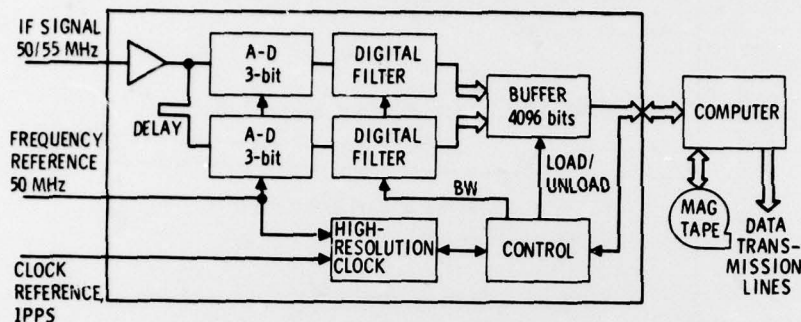 IF SIGNAL
50/55 MHz
A-D
3-bit
DIGITAL
FILTER
BUFFER
4096 bits
COMPUTER
DELAY
A-D
3-bit
DIGITAL
FILTER
FREQUENCY
REFERENCE
50 MHz
LOAD/
UNLOAD
BW
MAG
TAPE
HIGH-
RESOLUTION
CLOCK
CONTROL
DATA
TRANS-
MISSION
LINES
CLOCK
REFERENCE,
1PPS